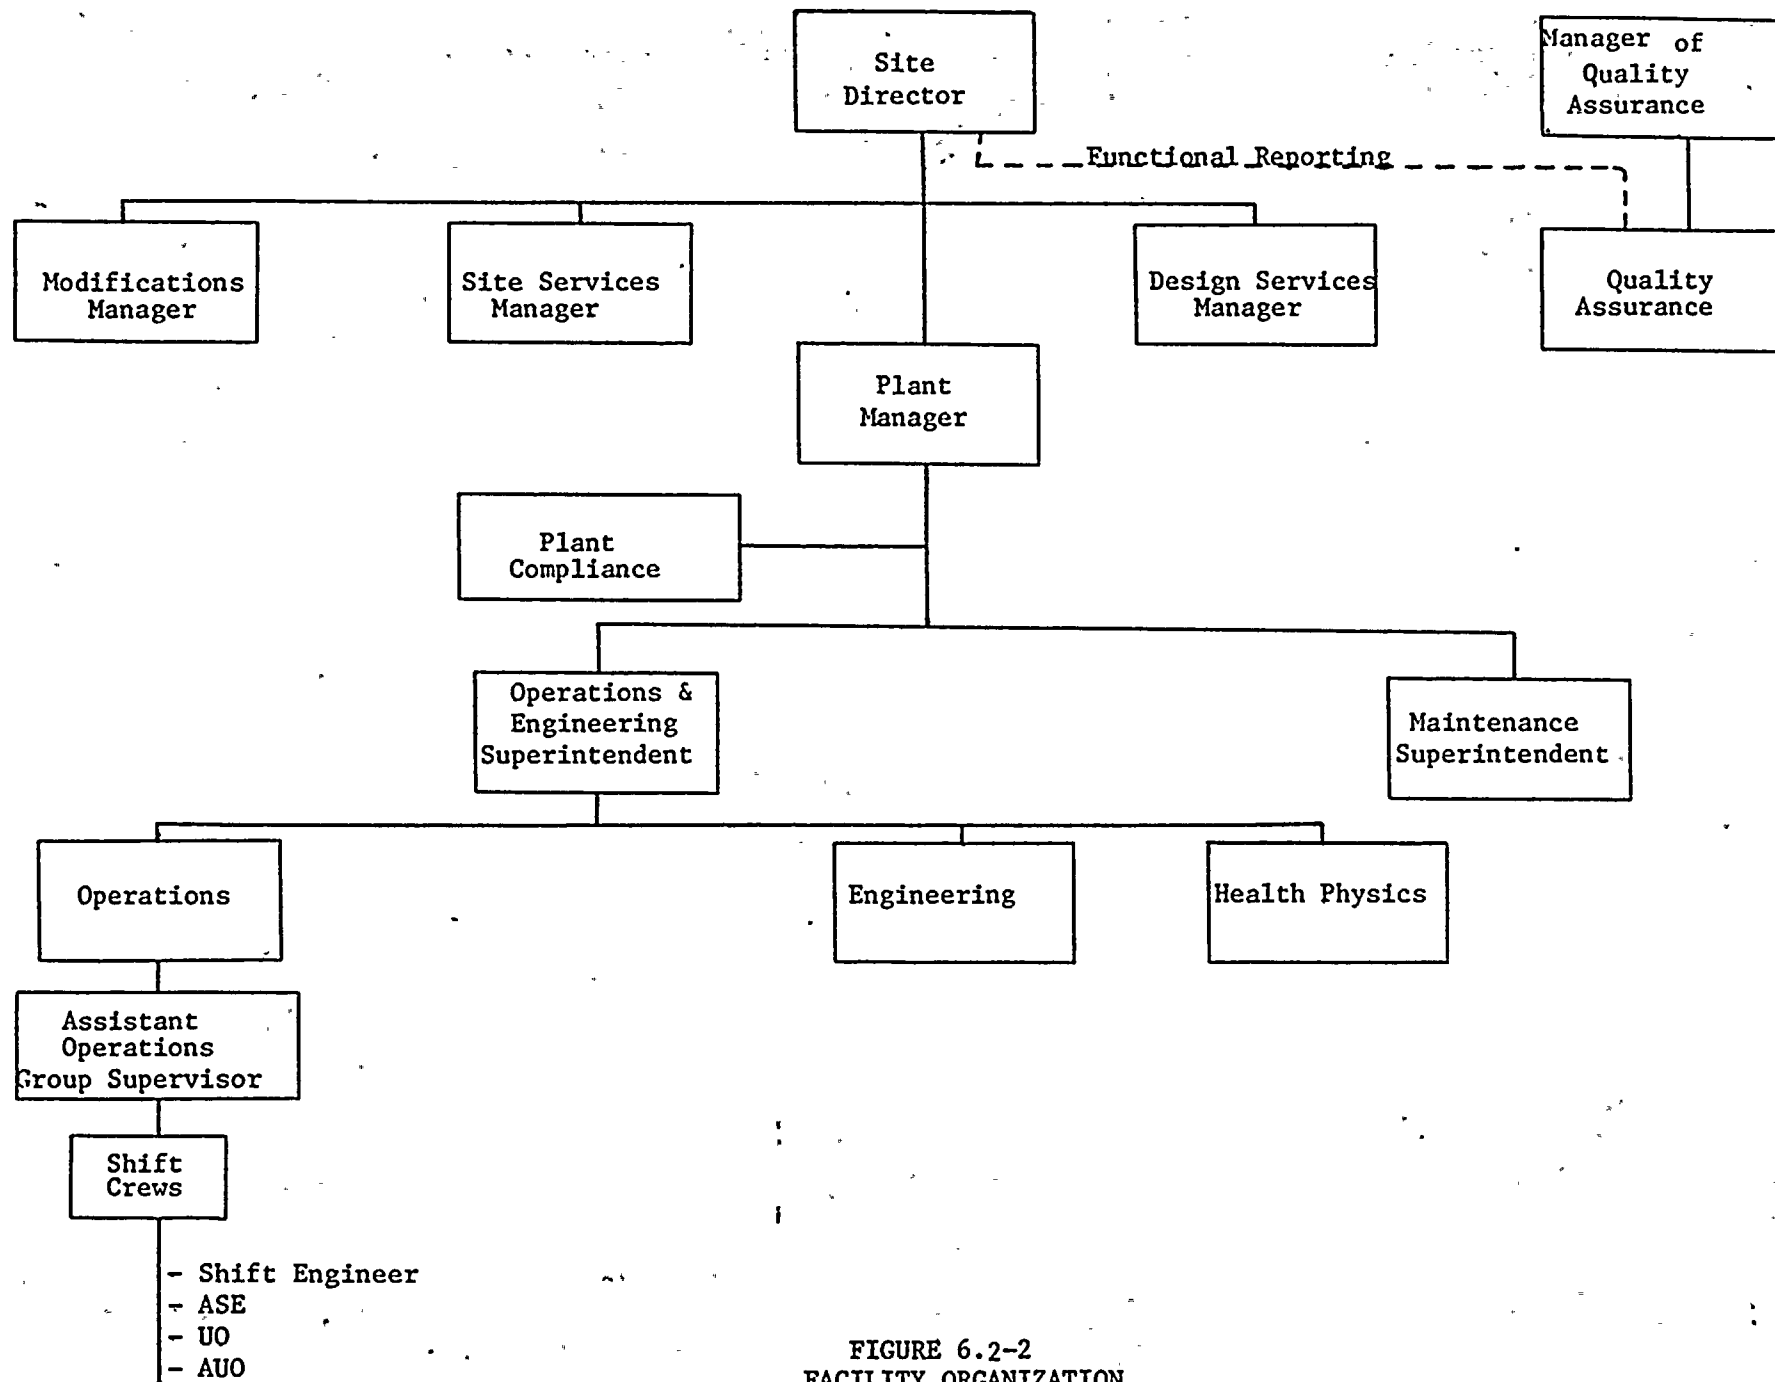 Site
Director
Manager of
Quality
Assurance
Functional Reporting
Modifications
Manager
Site Services
Manager
Design Services
Manager
Quality
Assurance
Plant
Manager
Plant
Compliance
Operations &
Engineering
Superintendent
Maintenance
Superintendent
Operations
Engineering
Health Physics
Assistant
Operations
Group Supervisor
Shift
Crews
- Shift Engineer
- ASE
- UO
- AUO
FIGURE 6.2-2
FACILITY ORGANIZATION